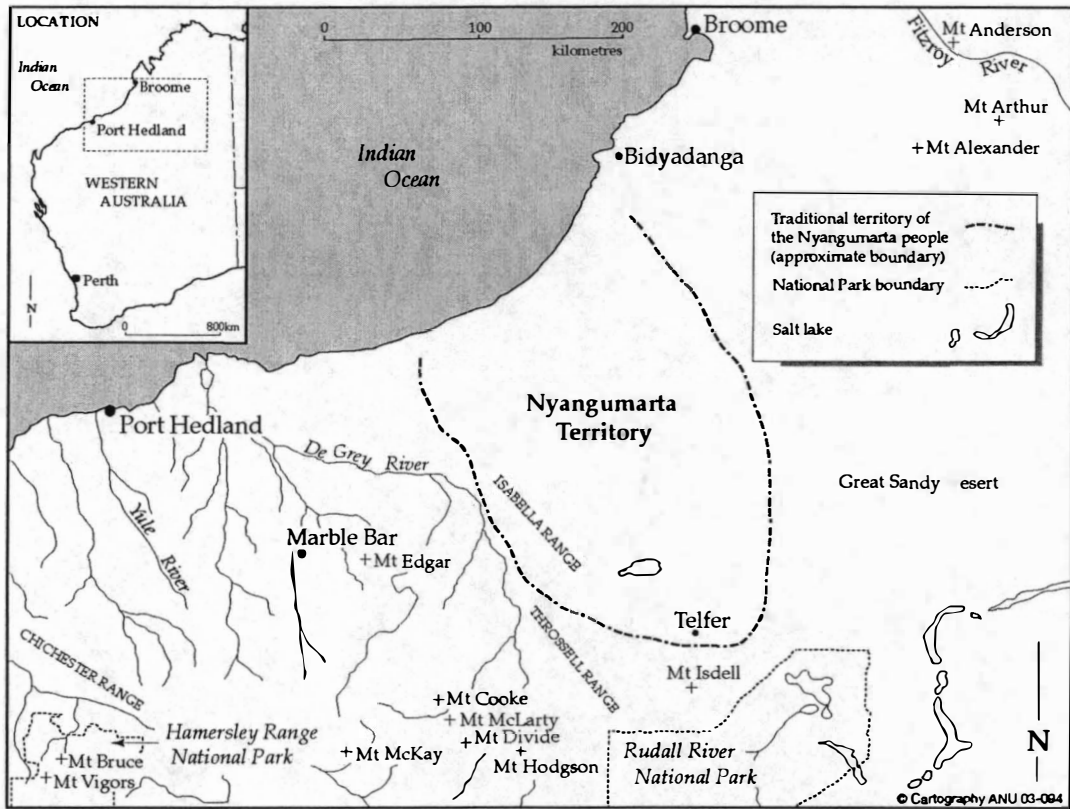 LOCATION
Indian
Ocean
Broome
Port Hedland
WESTERN
AUSTRALIA
Perth
N
0 800km
0 100 200
kilometres
Broome
Fitzroy
River
Mt Anderson
Mt Arthur
Mt Alexander
Indian
Ocean
Bidyadanga
Traditional territory of
the Nyangumarta people
(approximate boundary)
National Park boundary
Salt lake
Nyangumarta
Territory
Port Hedland
De Grey River
Yule
River
ISABELLA RANGE
Great Sandy esert
Marble Bar
Mt Edgar
Telfer
THROSSELL RANGE
Mt Isdell
CHICHESTER RANGE
Hamersley Range
National Park
Mt Bruce
Mt Vigors
Mt Cooke
Mt McLarty
Mt Divide
Mt McKay
Mt Hodgson
Rudall River
National Park
N
© Cartography ANU 03-094